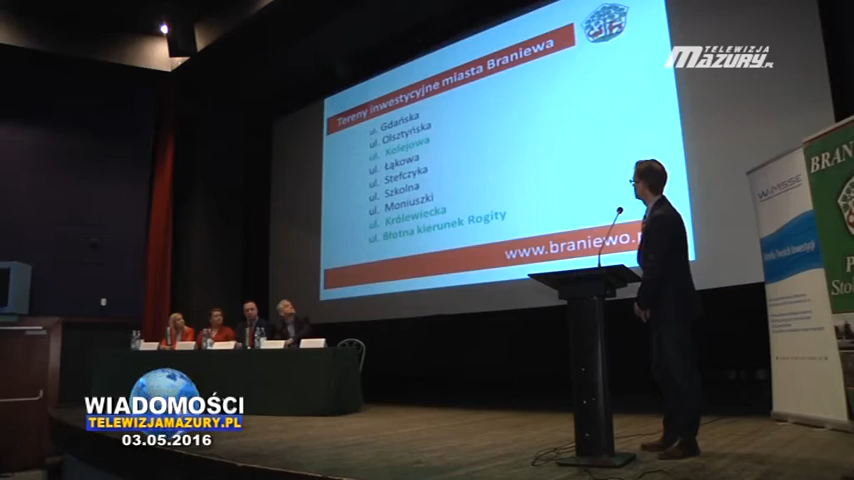 TELEWIZJA
MAZURY.PL
Tereny inwestycyjne miasta Braniewa
ul. Gdańska
ul. Olsztyńska
ul. Kolejowa
ul. Łąkowa
ul. Stefczyka
ul. Szkolna
ul. Moniuszki
ul. Królewiecka
ul. Błotna kierunek Rogity
www.braniewo.
W-MSSE
BRAN
WIADOMOŚCI
TELEWIZJAMAZURY.PL
03.05.2016